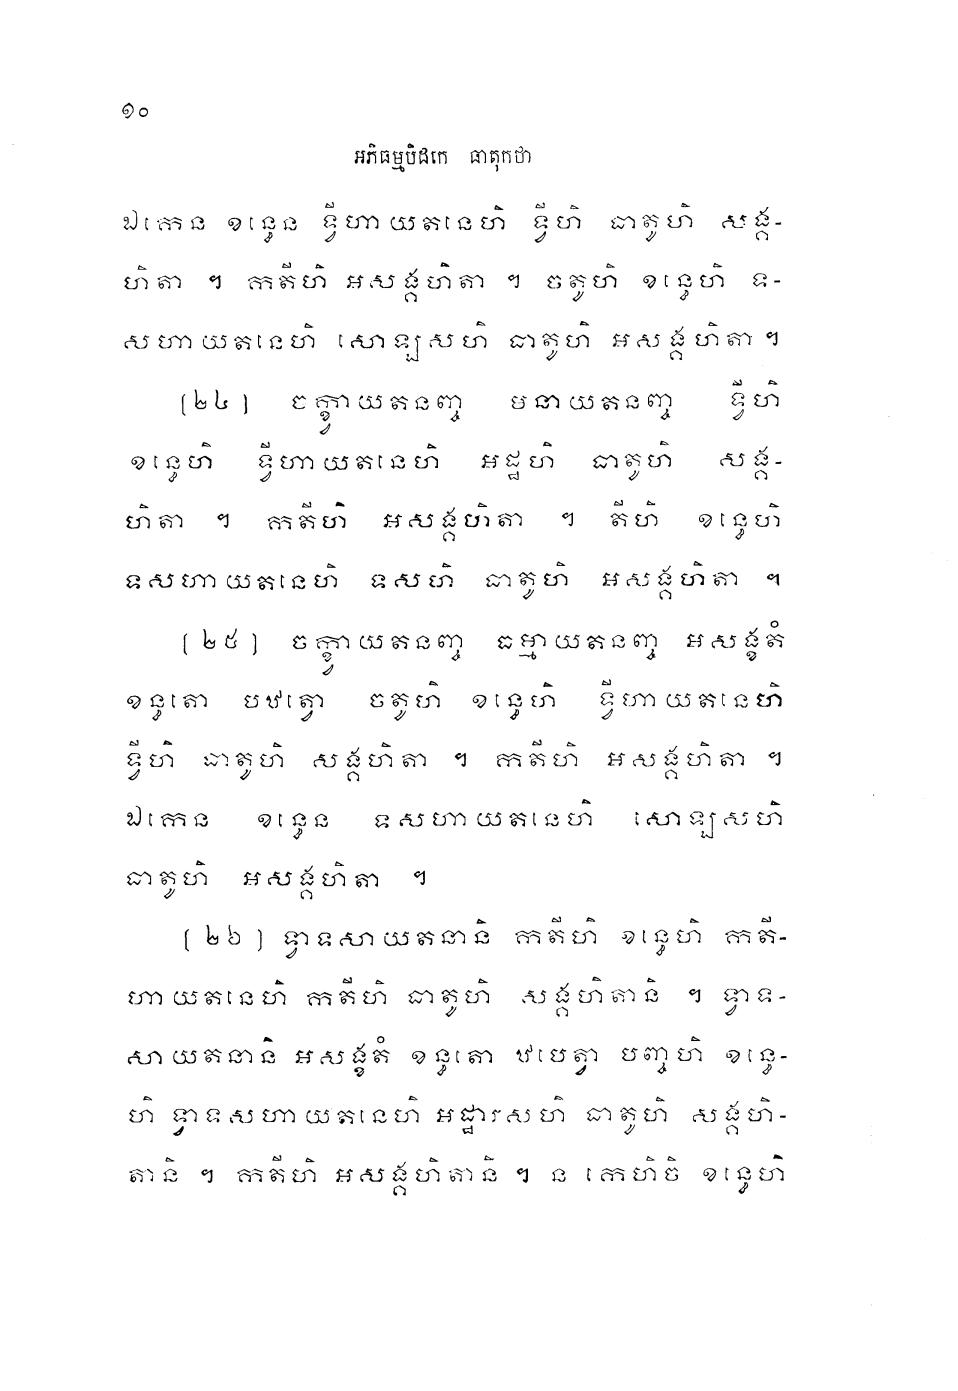 ១០
អភិធម្មបិដកេ ធាតុកថា
ឯកេន ខន្ធេន ទ្វីហាយតនេហិ ទ្វីហិ ធាតូហិ សង្គ-
ហិតា ។ កតីហិ អសង្គហិតា ។ ចតូហិ ខន្ធេហិ ទ-
សហាយតនេហិ សោឡសហិ ធាតូហិ អសង្គហិតា ។
(២៤) ចក្ខ្វាយតនញ្ច មនាយតនញ្ច ទ្វីហិ
ខន្ធេហិ ទ្វីហាយតនេហិ អដ្ឋហិ ធាតូហិ សង្គ-
ហិតា ។ កតីហិ អសង្គហិតា ។ តីហិ ខន្ធេហិ
ទសហាយតនេហិ ទសហិ ធាតូហិ អសង្គហិតា ។
(២៥) ចក្ខ្វាយតនញ្ច ធម្មាយតនញ្ច អសង្ខតំ
ខន្ធតោ បឋត្វោ ចតូហិ ខន្ធេហិ ទ្វីហាយតនេហិ
ទ្វីហិ ធាតូហិ សង្គហិតា ។ កតីហិ អសង្គហិតា ។
ឯកេន ខន្ធេន ទសហាយតនេហិ សោឡសហិ
ធាតូហិ អសង្គហិតា ។
(២៦) ទ្វាទសាយតនានិ កតីហិ ខន្ធេហិ កតី-
ហាយតនេហិ កតីហិ ធាតូហិ សង្គហិតានិ ។ ទ្វាទ-
សាយតនានិ អសង្ខតំ ខន្ធតោ ឋបេត្វា បញ្ចហិ ខន្ធេ-
ហិ ទ្វាទសហាយតនេហិ អដ្ឋារសហិ ធាតូហិ សង្គហិ-
តានិ ។ កតីហិ អសង្គហិតានិ ។ ន កេហិចិ ខន្ធេហិ